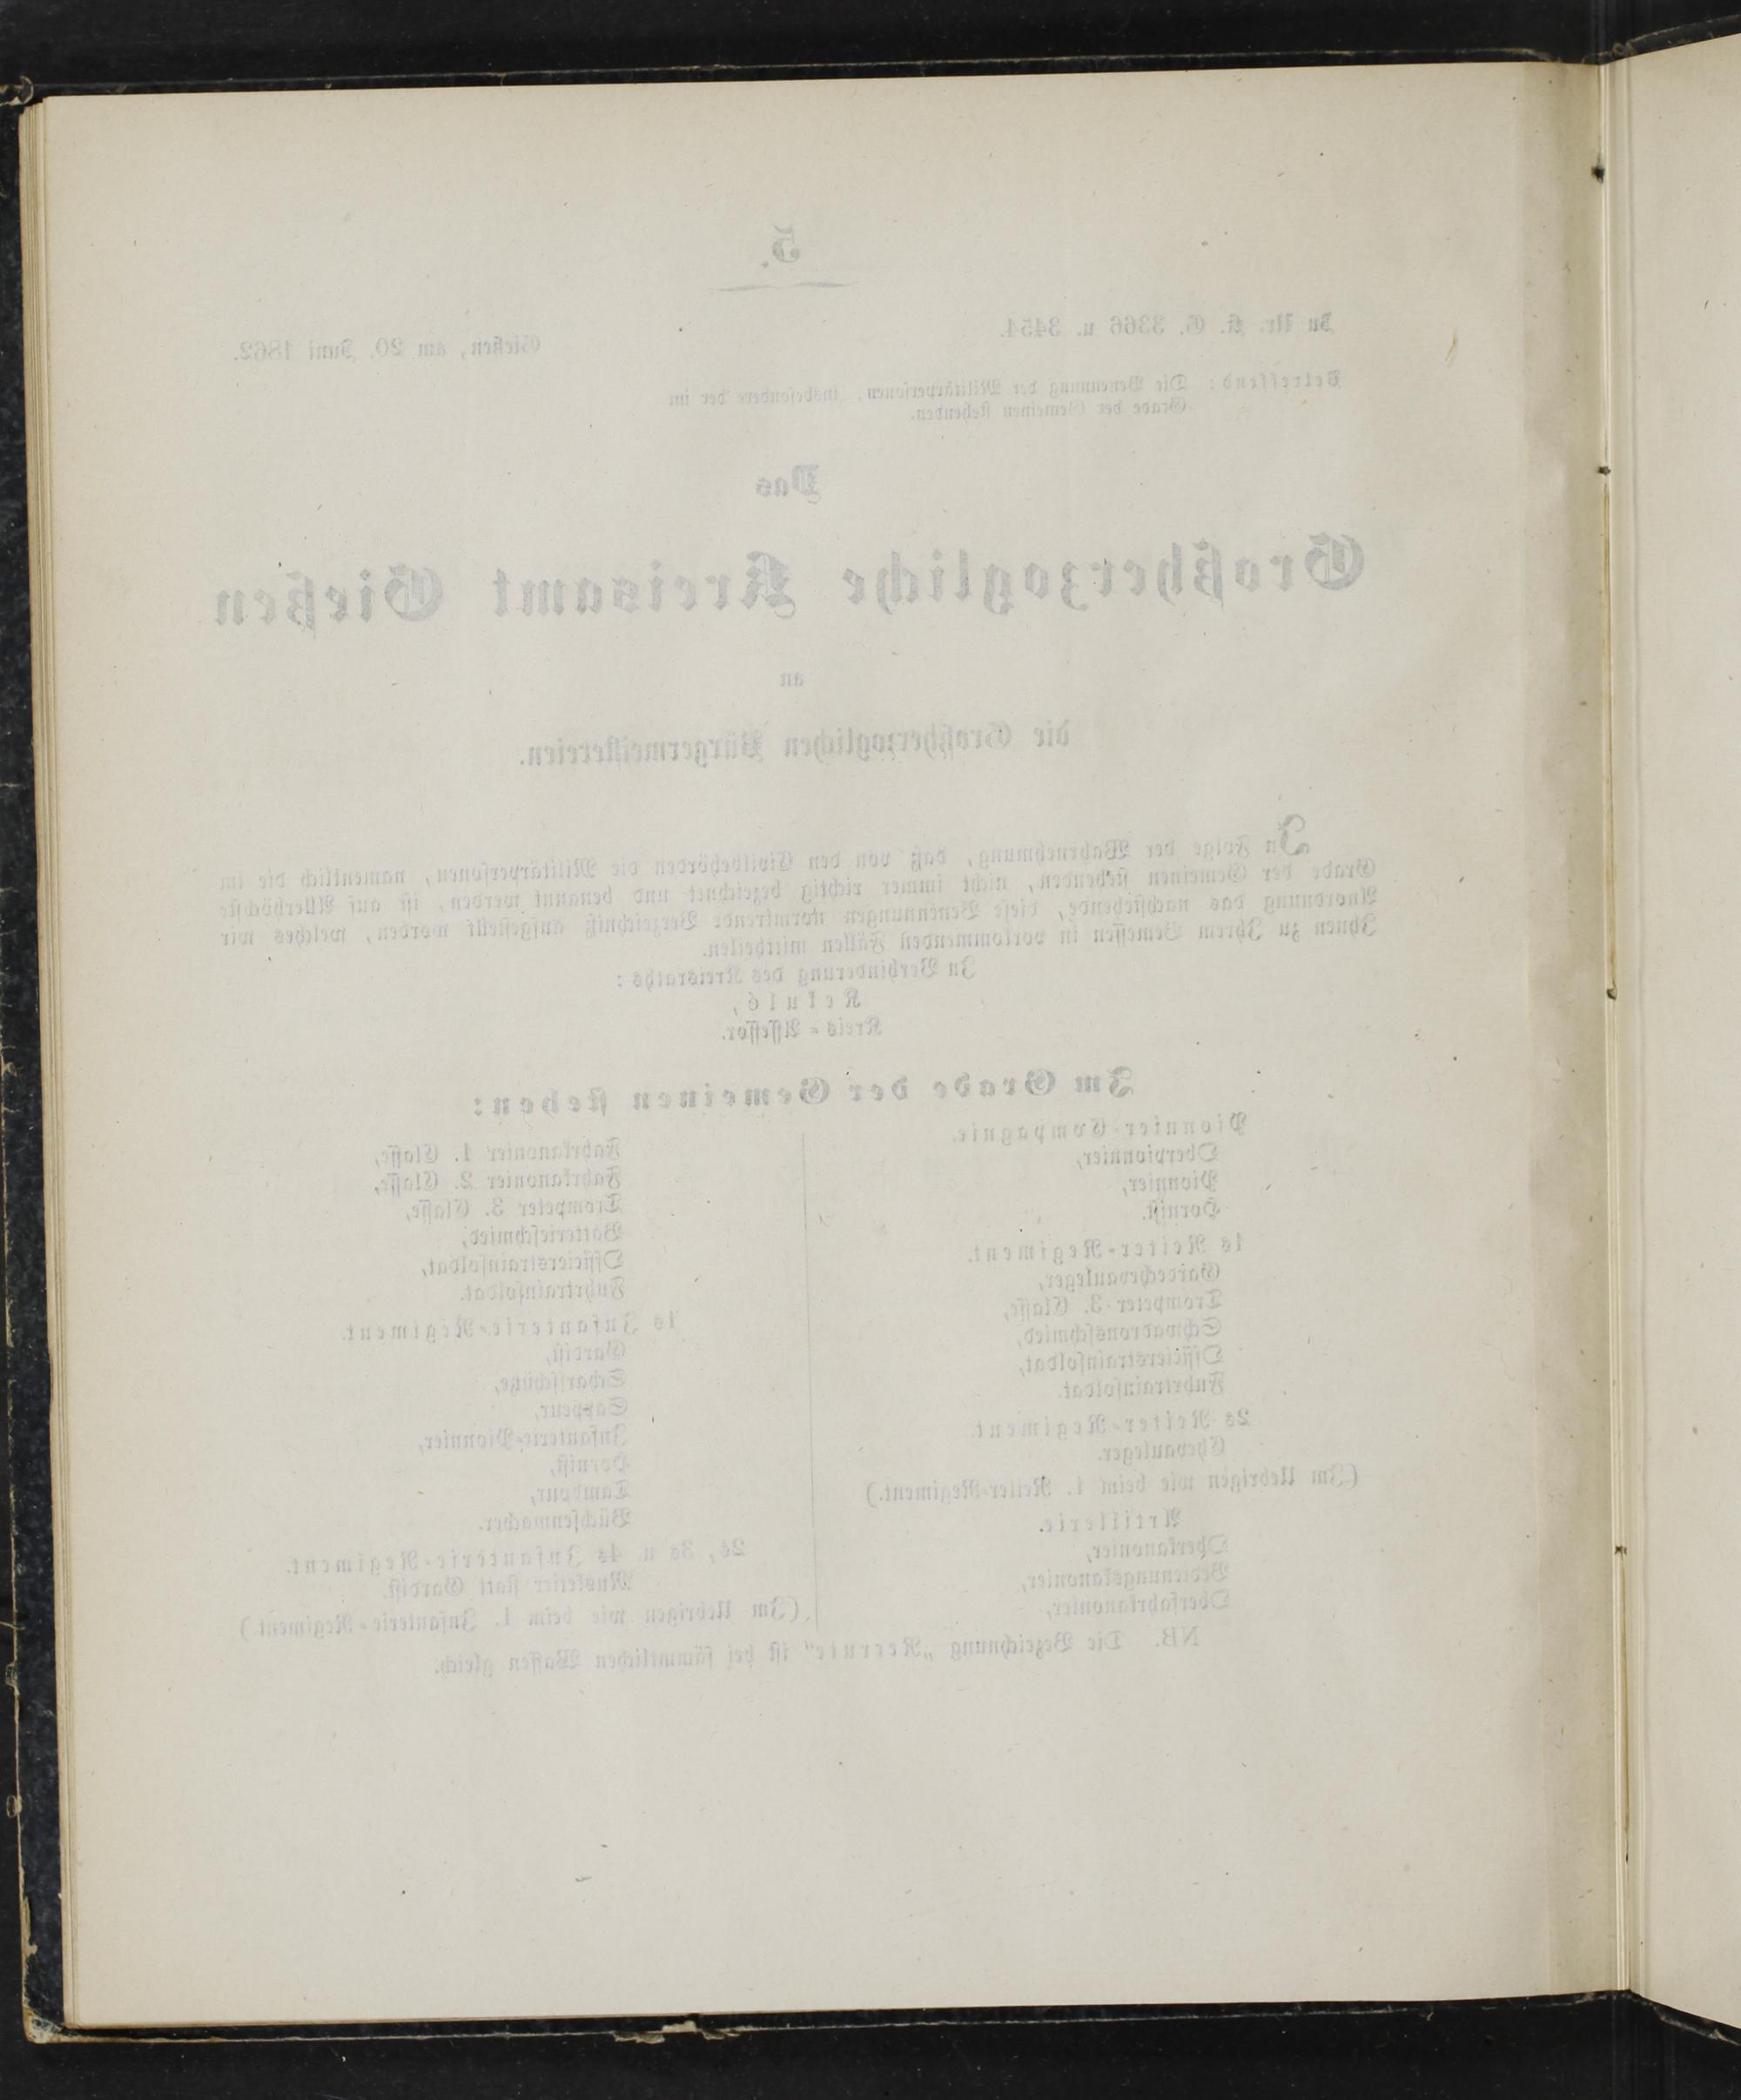 5.
Zu Nr. K. G. 3366 u. 3454.
Gießen, am 20. Juni 1862.
Betreffend: Die Benennung der Militärpersonen, insbesondere der im
Grade der Gemeinen stehenden.
Das
Großherzogliche Kreisamt Gießen
an
die Großherzoglichen Bürgermeistereien.
In Folge der Wahrnehmung, daß von den Civilbehörden die Militärpersonen, namentlich die im
Grade der Gemeinen stehenden, nicht immer richtig bezeichnet und benannt werden, ist auf Allerhöchste
Anordnung das nachstehende, diese Benennungen normirende Verzeichniß aufgestellt worden, welches wir
Ihnen zu Ihrem Bemessen in vorkommenden Fällen mittheilen.
In Verhinderung des Kreisraths:
Kekulé,
Kreis-Assessor.
Im Grade der Gemeinen stehen:
Pionnier-Compagnie.
Oberpionnier,
Pionnier,
Hornist.
1s Reiter-Regiment.
Gardechevauleger,
Trompeter 3. Classe,
Schwadronsschmied,
Officierstrainsoldat,
Fuhrtrainsoldat.
2s Reiter-Regiment.
Chevauleger.
(Im Uebrigen wie beim 1. Reiter-Regiment.)
Artillerie.
Oberkanonier,
Bedienungskanonier,
Oberfahrkanonier,
Fahrkanonier 1. Classe,
Fahrkanonier 2. Classe,
Trompeter 3. Classe,
Batterieschmied,
Officierstrainsoldat,
Fuhrtrainsoldat.
1s Infanterie-Regiment.
Gardist,
Scharfschütze,
Sappeur,
Infanterie-Pionnier,
Hornist,
Tambour,
Büchsenmacher.
2s, 3s u. 4s Infanterie-Regiment.
Musketier statt Gardist.
(Im Uebrigen wie beim 1. Infanterie-Regiment.)
NB. Die Bezeichnung „Recrute" ist bei sämmtlichen Waffen gleich.